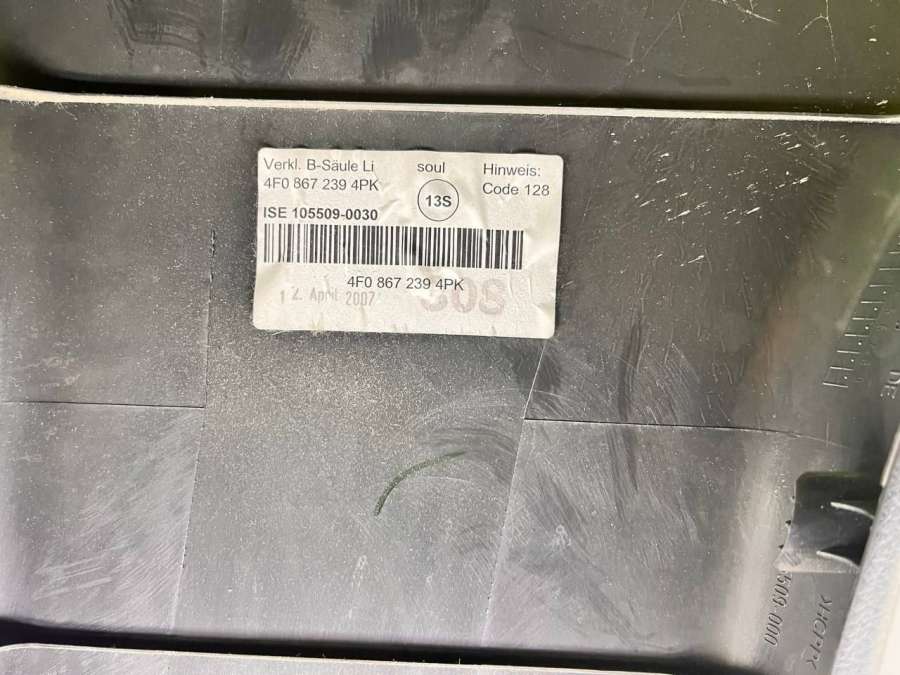 Verkl. B-Säule Li
soul
Hinweis:
4F0 867 239 4PK
13S
Code 128
ISE 105509-0030
4F0 867 239 4PK
12. April 2007
SOS